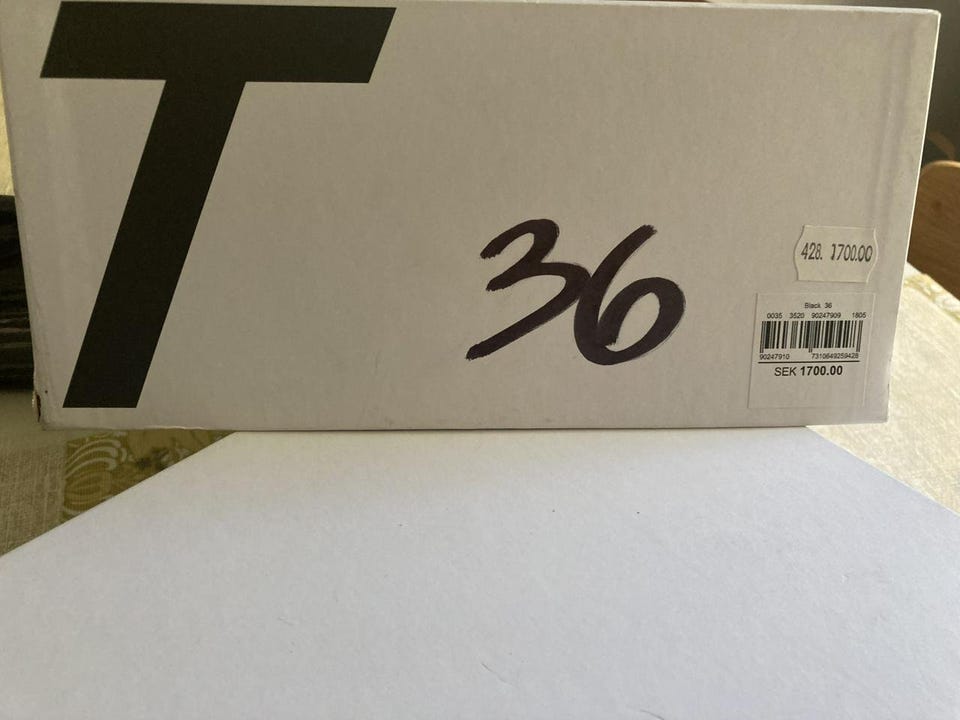 T
36
428. 1700.00
Black 36
0035 3520 90247909 1805
90247910 7310649259428
SEK 1700.00